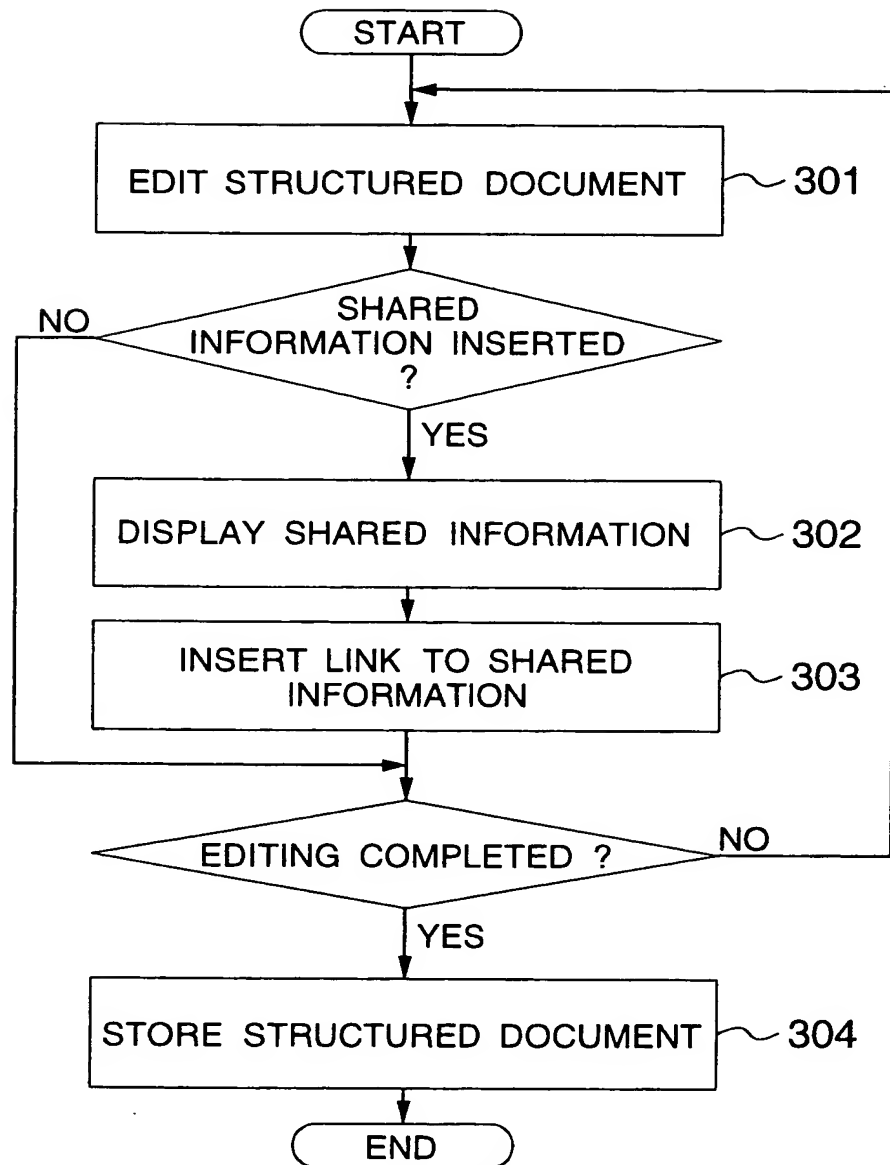 START
EDIT STRUCTURED DOCUMENT
301
SHARED
INFORMATION INSERTED
?
NO
YES
DISPLAY SHARED INFORMATION
302
INSERT LINK TO SHARED
INFORMATION
303
EDITING COMPLETED ?
NO
YES
STORE STRUCTURED DOCUMENT
304
END